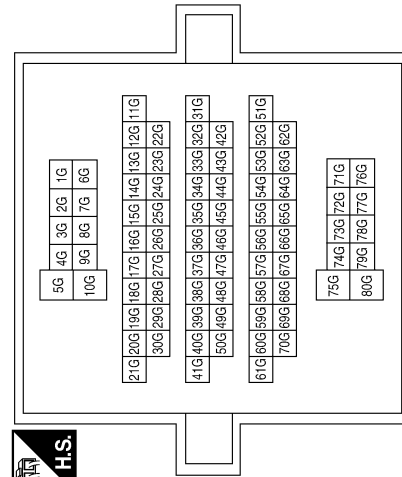 H.S.
5G 4G 3G 2G 1G
10G 9G 8G 7G 6G
21G 20G 19G 18G 17G 16G 15G 14G 13G 12G 11G
30G 29G 28G 27G 26G 25G 24G 23G 22G
41G 40G 39G 38G 37G 36G 35G 34G 33G 32G 31G
50G 49G 48G 47G 46G 45G 44G 43G 42G
61G 60G 59G 58G 57G 56G 55G 54G 53G 52G 51G
70G 69G 68G 67G 66G 65G 64G 63G 62G
75G 74G 73G 72G 71G
80G 79G 78G 77G 76G